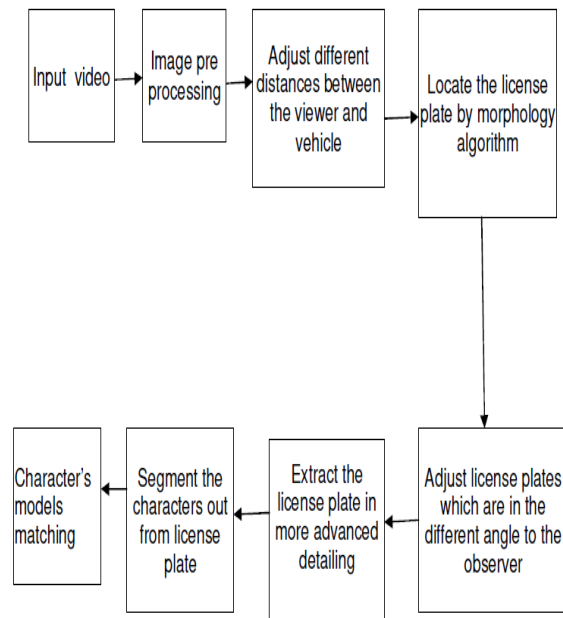 Input video
Image pre
processing
Adjust different
distances between
the viewer and
vehicle
Locate the license
plate by morphology
algorithm
Adjust license plates
which are in the
different angle to the
observer
Extract the
license plate in
more advanced
detailing
Segment the
characters out
from license
plate
Character's
models
matching